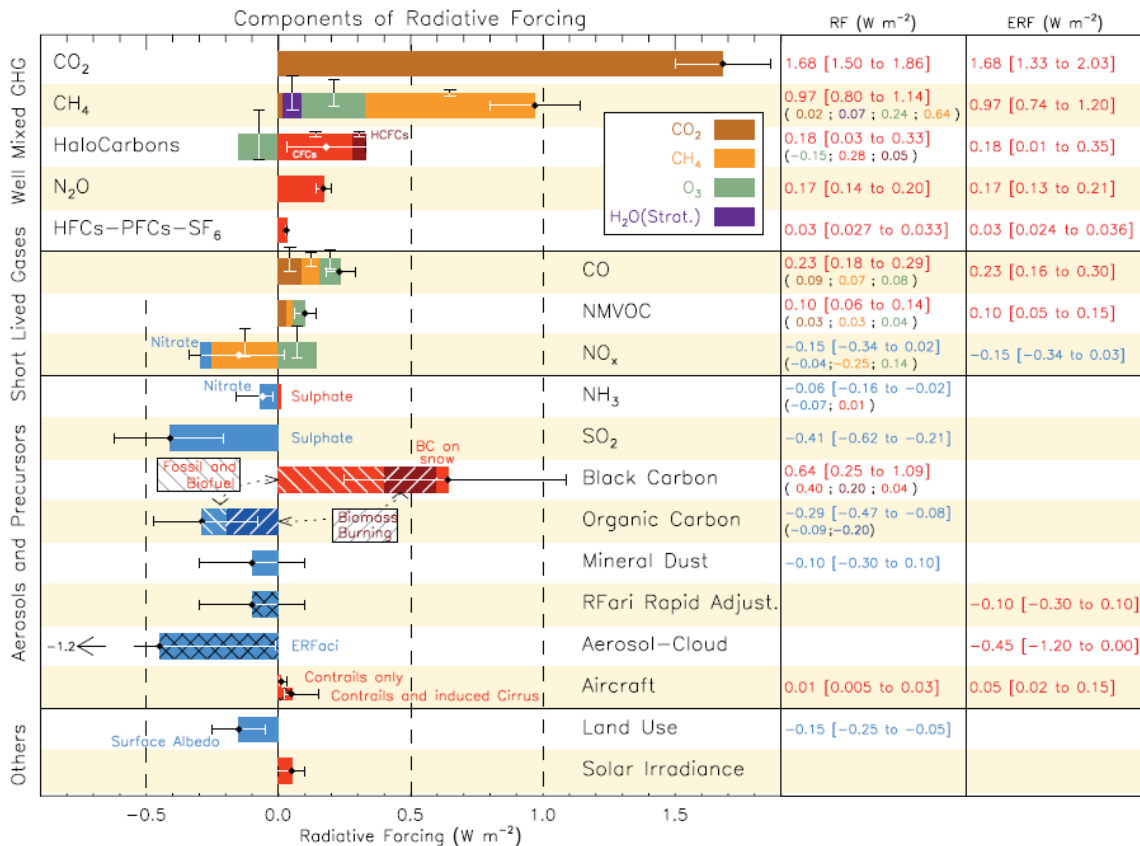 Components of Radiative Forcing
RF (W m⁻²)
ERF (W m⁻²)
Well Mixed GHG
CO₂
1.68 [1.50 to 1.86]
1.68 [1.33 to 2.03]
CH₄
0.97 [0.80 to 1.14]
( 0.02 ; 0.07 ; 0.24 ; 0.64)
0.97 [0.74 to 1.20]
HaloCarbons
CFCs
HCFCs
0.18 [0.03 to 0.33]
(−0.15; 0.28 ; 0.05 )
0.18 [0.01 to 0.35]
N₂O
0.17 [0.14 to 0.20]
0.17 [0.13 to 0.21]
HFCs−PFCs−SF₆
0.03 [0.027 to 0.033]
0.03 [0.024 to 0.036]
CO₂
CH₄
O₃
H₂O(Strat.)
Short Lived Gases
CO
0.23 [0.18 to 0.29]
( 0.09 ; 0.07 ; 0.08 )
0.23 [0.16 to 0.30]
NMVOC
0.10 [0.06 to 0.14]
( 0.03 ; 0.03 ; 0.04 )
0.10 [0.05 to 0.15]
Nitrate
NOₓ
−0.15 [−0.34 to 0.02]
(−0.04; −0.25 ; 0.14 )
−0.15 [−0.34 to 0.03]
Aerosols and Precursors
Nitrate
Sulphate
NH₃
−0.06 [−0.16 to −0.02]
(−0.07; 0.01 )
Sulphate
SO₂
−0.41 [−0.62 to −0.21]
Fossil and
Biofuel
BC on
snow
Black Carbon
0.64 [0.25 to 1.09]
( 0.40 ; 0.20 ; 0.04 )
Biomass
Burning
Organic Carbon
−0.29 [−0.47 to −0.08]
(−0.09;−0.20)
Mineral Dust
−0.10 [−0.30 to 0.10]
RFari Rapid Adjust.
−0.10 [−0.30 to 0.10]
−1.2
ERFaci
Aerosol−Cloud
−0.45 [−1.20 to 0.00]
Contrails only
Contrails and induced Cirrus
Aircraft
0.01 [0.005 to 0.03]
0.05 [0.02 to 0.15]
Others
Surface Albedo
Land Use
−0.15 [−0.25 to −0.05]
Solar Irradiance
−0.5
0.0
0.5
1.0
1.5
Radiative Forcing (W m⁻²)